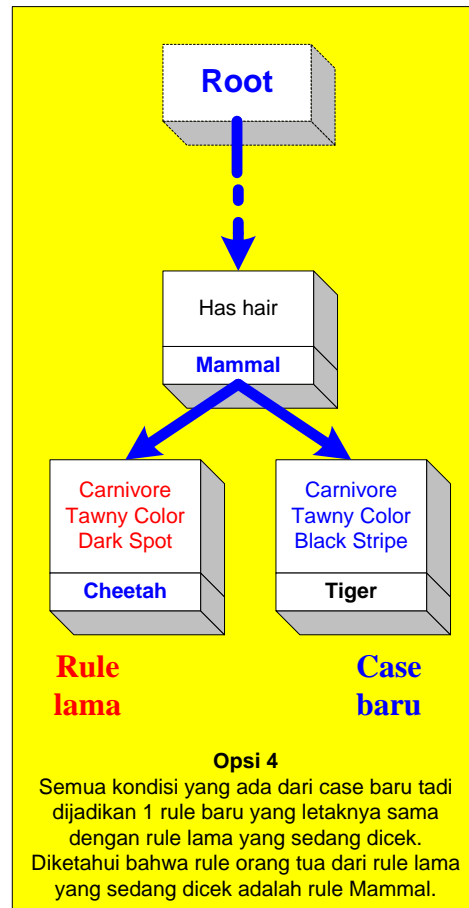 Root
Has hair
Mammal
Carnivore
Tawny Color
Dark Spot
Cheetah
Carnivore
Tawny Color
Black Stripe
Tiger
Rule
lama
Case
baru
Opsi 4
Semua kondisi yang ada dari case baru tadi
dijadikan 1 rule baru yang letaknya sama
dengan rule lama yang sedang dicek.
Diketahui bahwa rule orang tua dari rule lama
yang sedang dicek adalah rule Mammal.